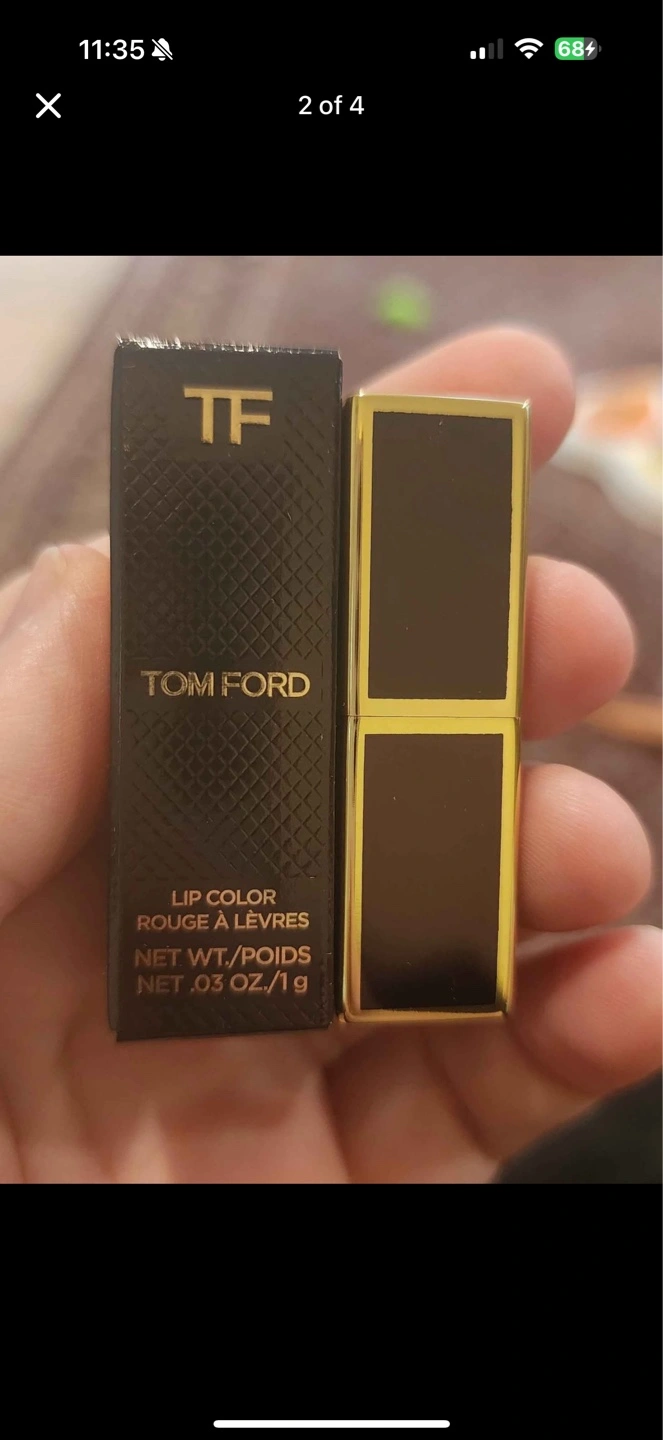 11:35
68
2 of 4
TF
TOM FORD
LIP COLOR
ROUGE À LÈVRES
NET WT./POIDS
NET .03 OZ./1 g